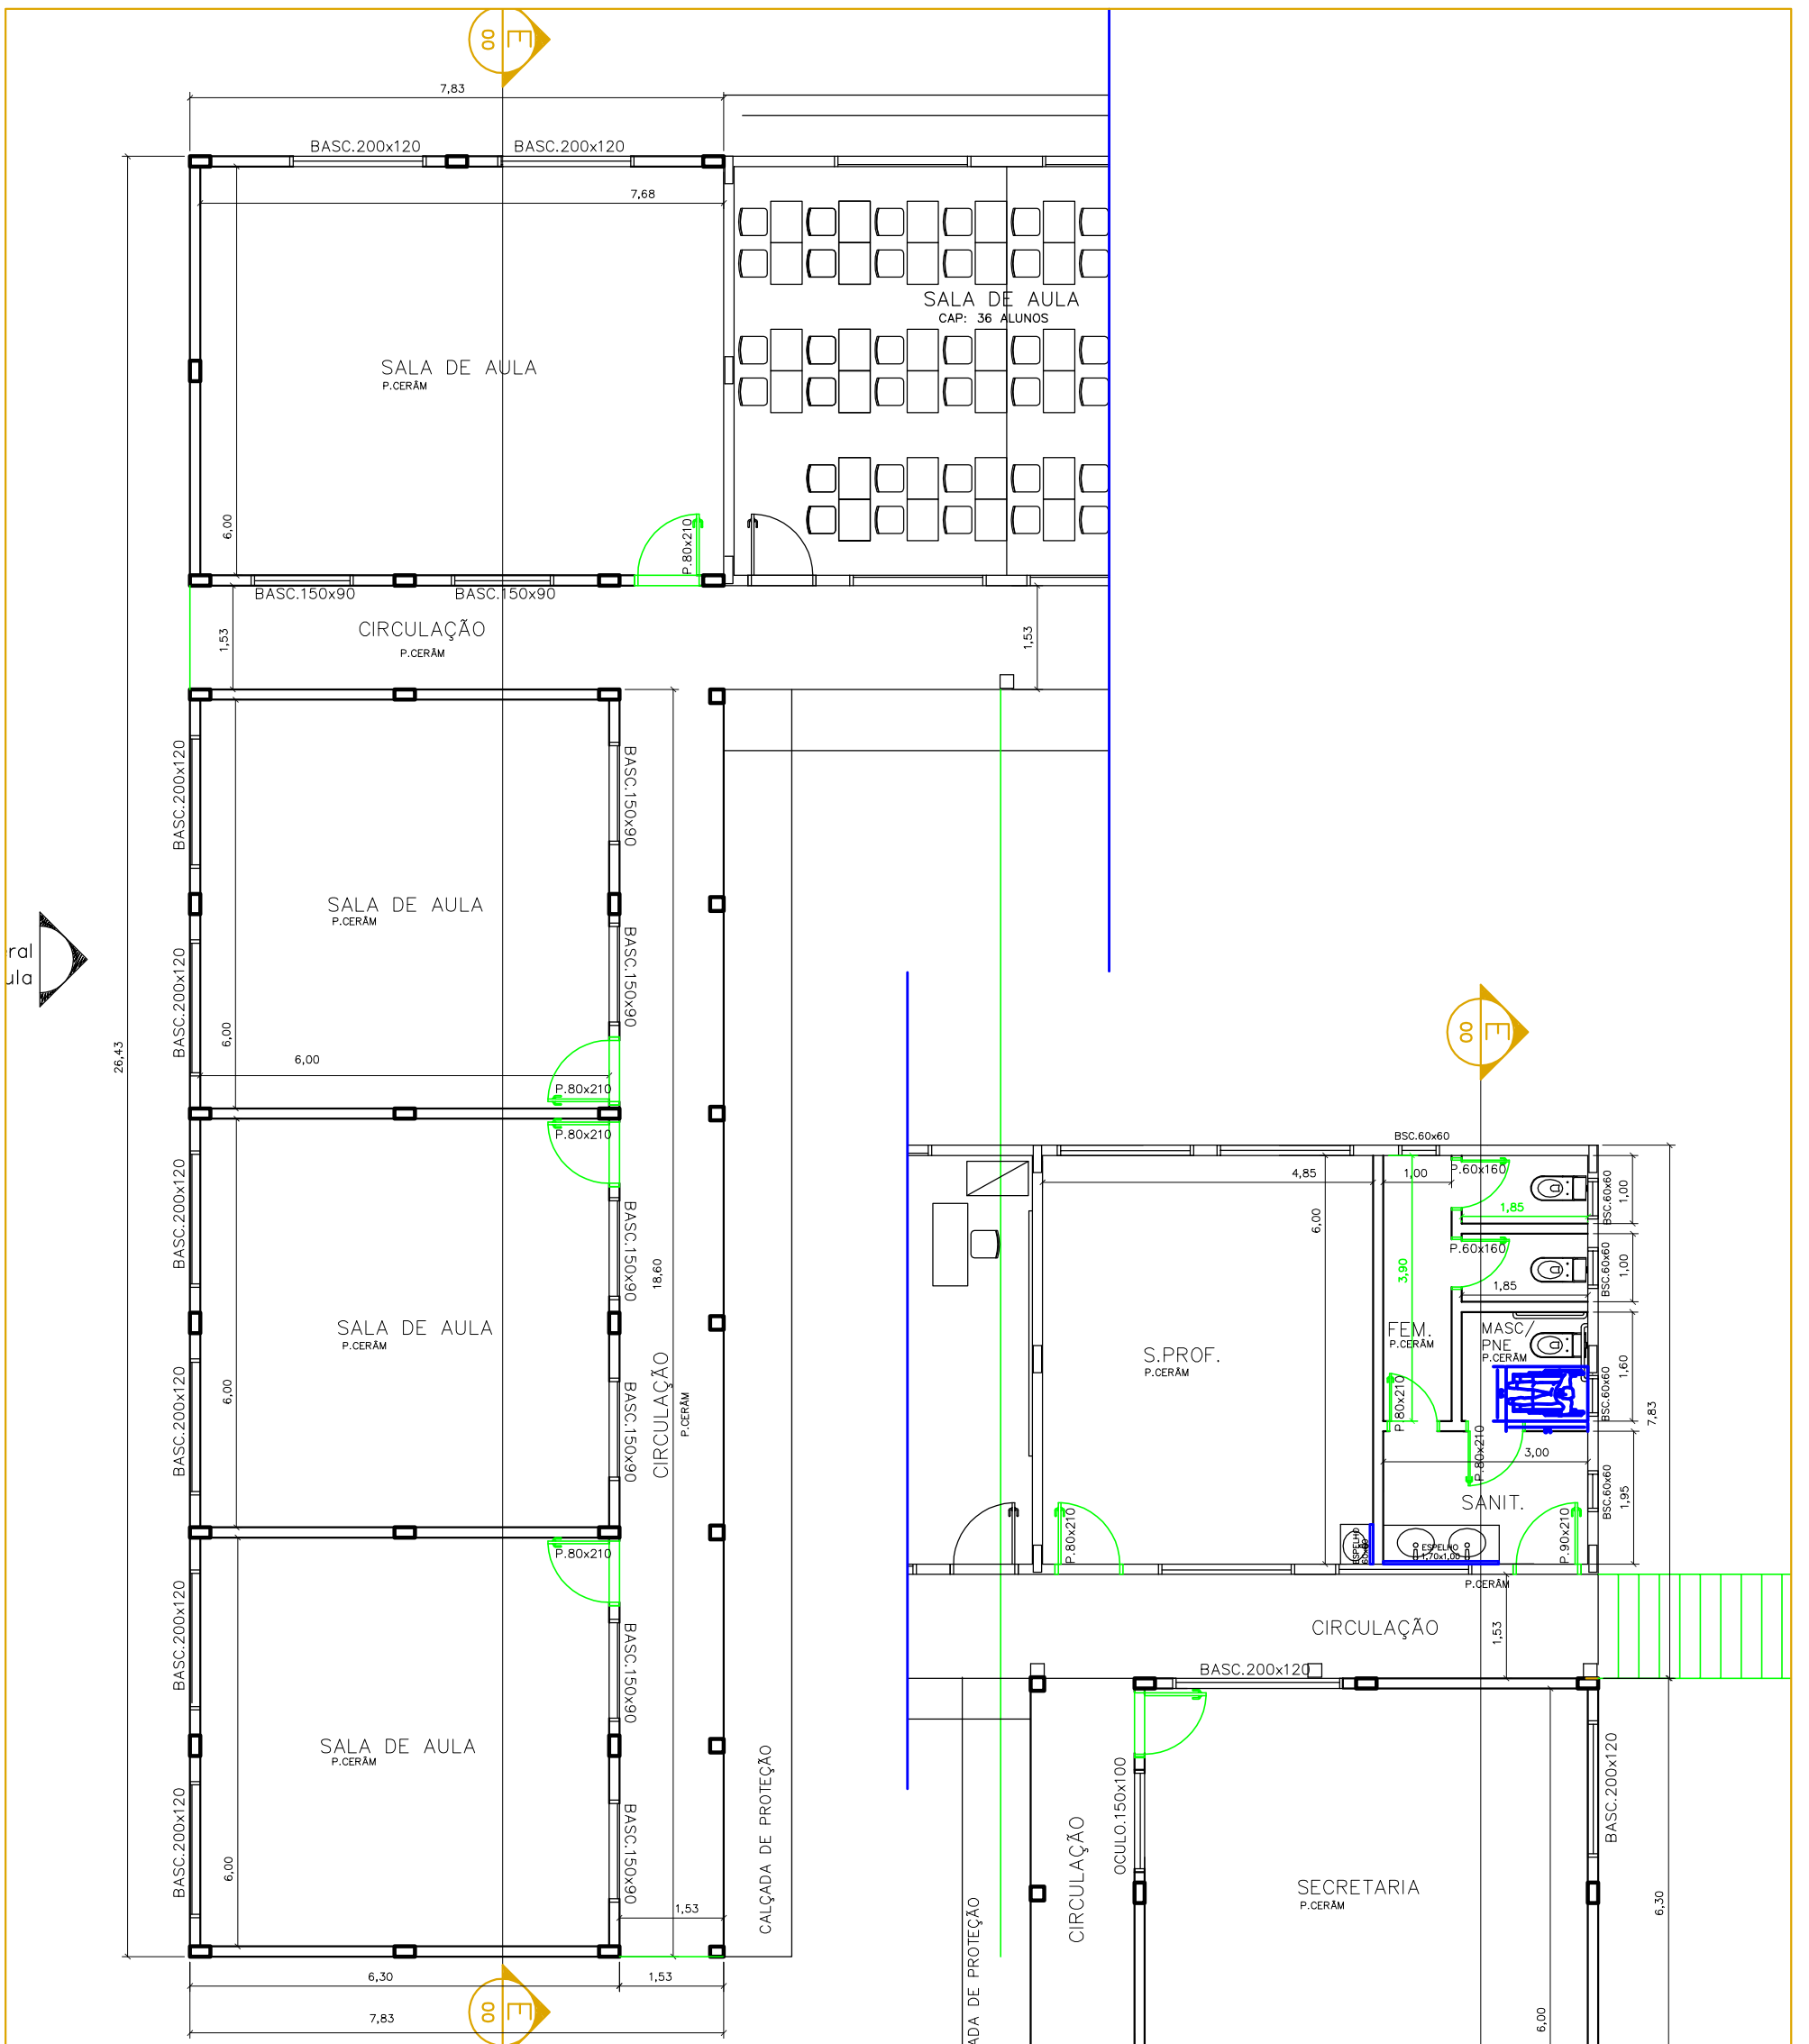 E
00
7,83
BASC.200x120
BASC.200x120
7,68
SALA DE AULA
CAP: 36 ALUNOS
SALA DE AULA
P.CERÂM
6,00
P.80x210
BASC.150x90
BASC.150x90
1,53
CIRCULAÇÃO
P.CERÂM
1,53
BASC.200x120
BASC.150x90
SALA DE AULA
P.CERÂM
BASC.200x120
BASC.150x90
6,00
6,00
26,43
P.80x210
P.80x210
E
00
BASC.200x120
BASC.150x90
18,60
SALA DE AULA
P.CERÂM
BASC.200x120
BASC.150x90
6,00
CIRCULAÇÃO
P.CERÂM
P.80x210
BASC.200x120
BASC.150x90
SALA DE AULA
P.CERÂM
BASC.200x120
BASC.150x90
6,00
1,53
CALÇADA DE PROTEÇÃO
6,30
1,53
E
00
7,83
BSC.60x60
4,85
1,00
P.60x160
1,85
BSC.60x60
1,00
6,00
3,90
P.60x160
1,85
BSC.60x60
1,00
S.PROF.
P.CERÂM
FEM.
P.CERÂM
MASC/
PNE
P.CERÂM
1,60
BSC.60x60
7,83
P.80x210
P.80x210
3,00
SANIT.
BSC.60x60
1,95
P.80x210
ESPELHO
ESPELHO
1,70x1,00
P.90x210
P.CERÂM
CIRCULAÇÃO
1,53
BASC.200x120
OCULO.150x100
BASC.200x120
CIRCULAÇÃO
SECRETARIA
P.CERÂM
6,30
ADA DE PROTEÇÃO
6,00